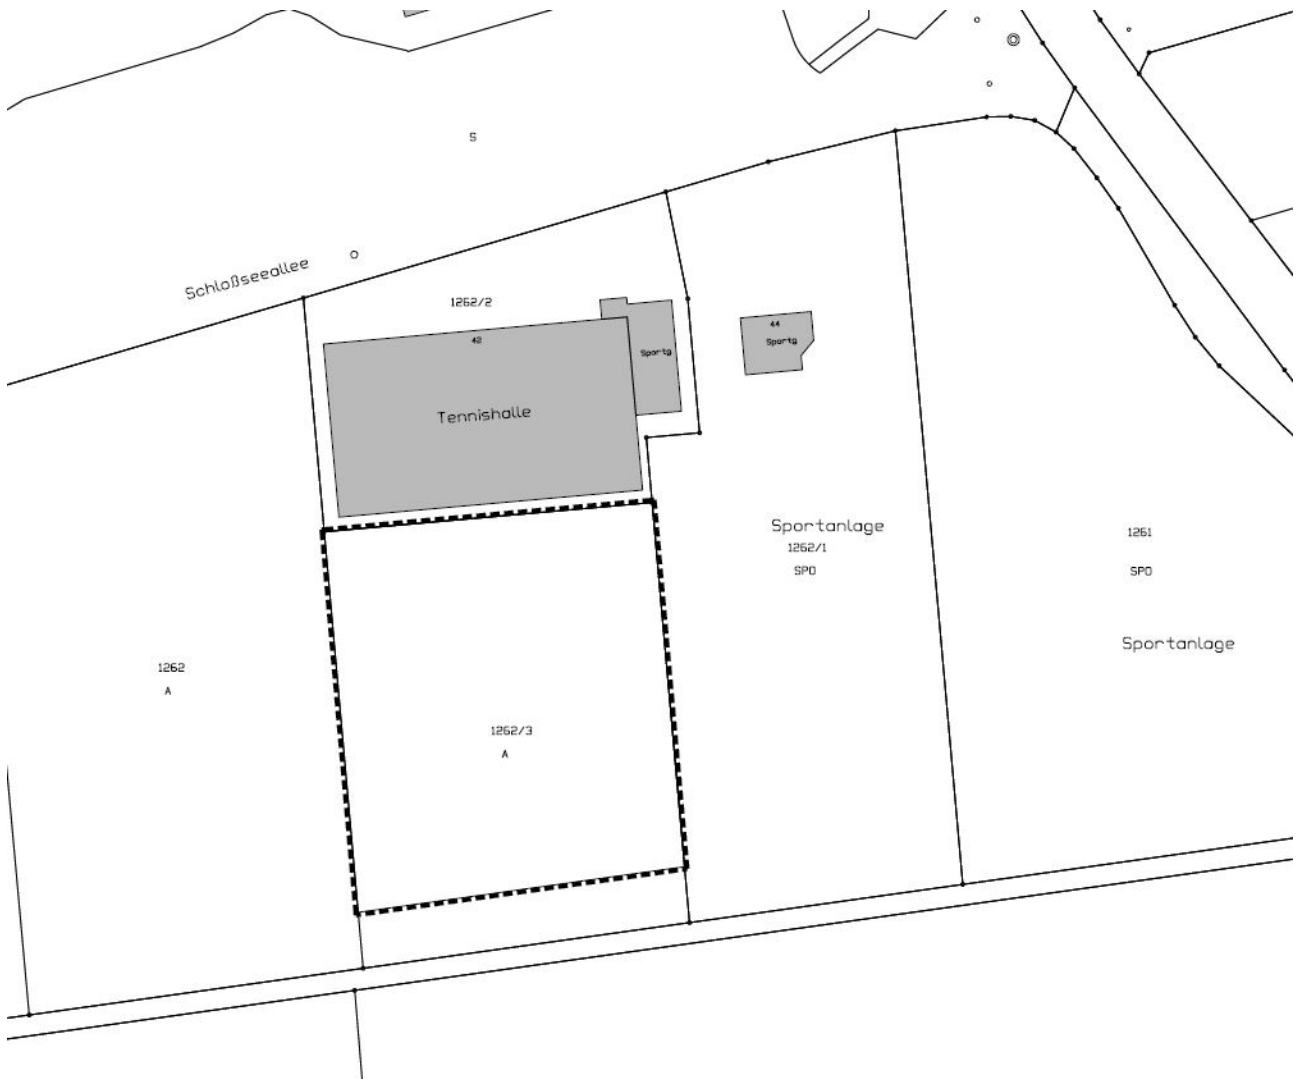 S
Schloßseeallee
1262/2
42
Sportg
Tennishalle
44
Sportg
Sportanlage
1262/1
SPO
1261
SPO
Sportanlage
1262
A
1262/3
A